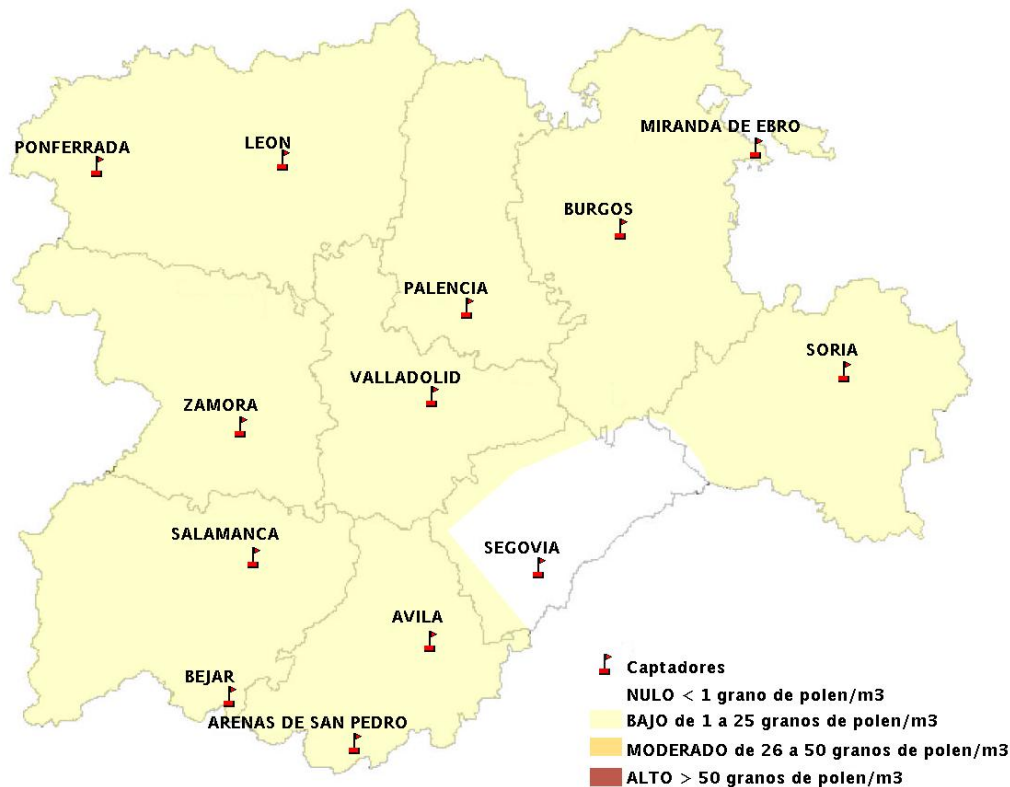 MIRANDA DE EBRO
PONFERRADA
LEON
BURGOS
PALENCIA
SORIA
VALLADOLID
ZAMORA
SALAMANCA
SEGOVIA
AVILA
BEJAR
ARENAS DE SAN PEDRO
Captadores
NULO < 1 grano de polen/m3
BAJO de 1 a 25 granos de polen/m3
MODERADO de 26 a 50 granos de polen/m3
ALTO > 50 granos de polen/m3